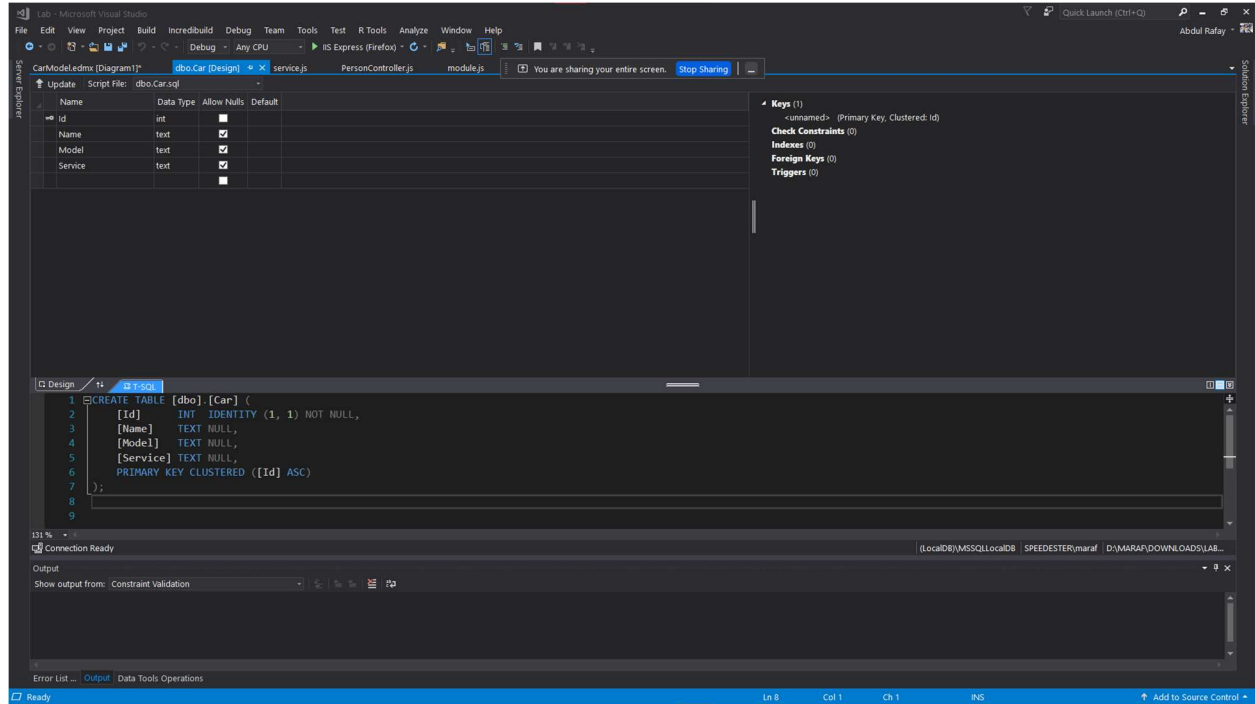 Lab - Microsoft Visual Studio
Quick Launch (Ctrl+Q)
File Edit View Project Build Incredibuild Debug Team Tools Test R Tools Analyze Window Help
Abdul Rafay
Debug Any CPU IIS Express (Firefox)
CarModel.edmx [Diagram1]* dbo.Car [Design] service.js PersonController.js module.js
You are sharing your entire screen. Stop Sharing
Server Explorer
Solution Explorer
Update Script File: dbo.Car.sql
Name Data Type Allow Nulls Default
Id int
Name text
Model text
Service text
Keys (1)
<unnamed> (Primary Key, Clustered: Id)
Check Constraints (0)
Indexes (0)
Foreign Keys (0)
Triggers (0)
Design T-SQL
1 CREATE TABLE [dbo].[Car] (
2 [Id] INT IDENTITY (1, 1) NOT NULL,
3 [Name] TEXT NULL,
4 [Model] TEXT NULL,
5 [Service] TEXT NULL,
6 PRIMARY KEY CLUSTERED ([Id] ASC)
7 );
8
9
131 %
Connection Ready (LocalDB)\MSSQLLocalDB SPEEDESTER\maraf D:\MARAF\DOWNLOADS\LAB...
Output
Show output from: Constraint Validation
Error List ... Output Data Tools Operations
Ready Ln 8 Col 1 Ch 1 INS Add to Source Control